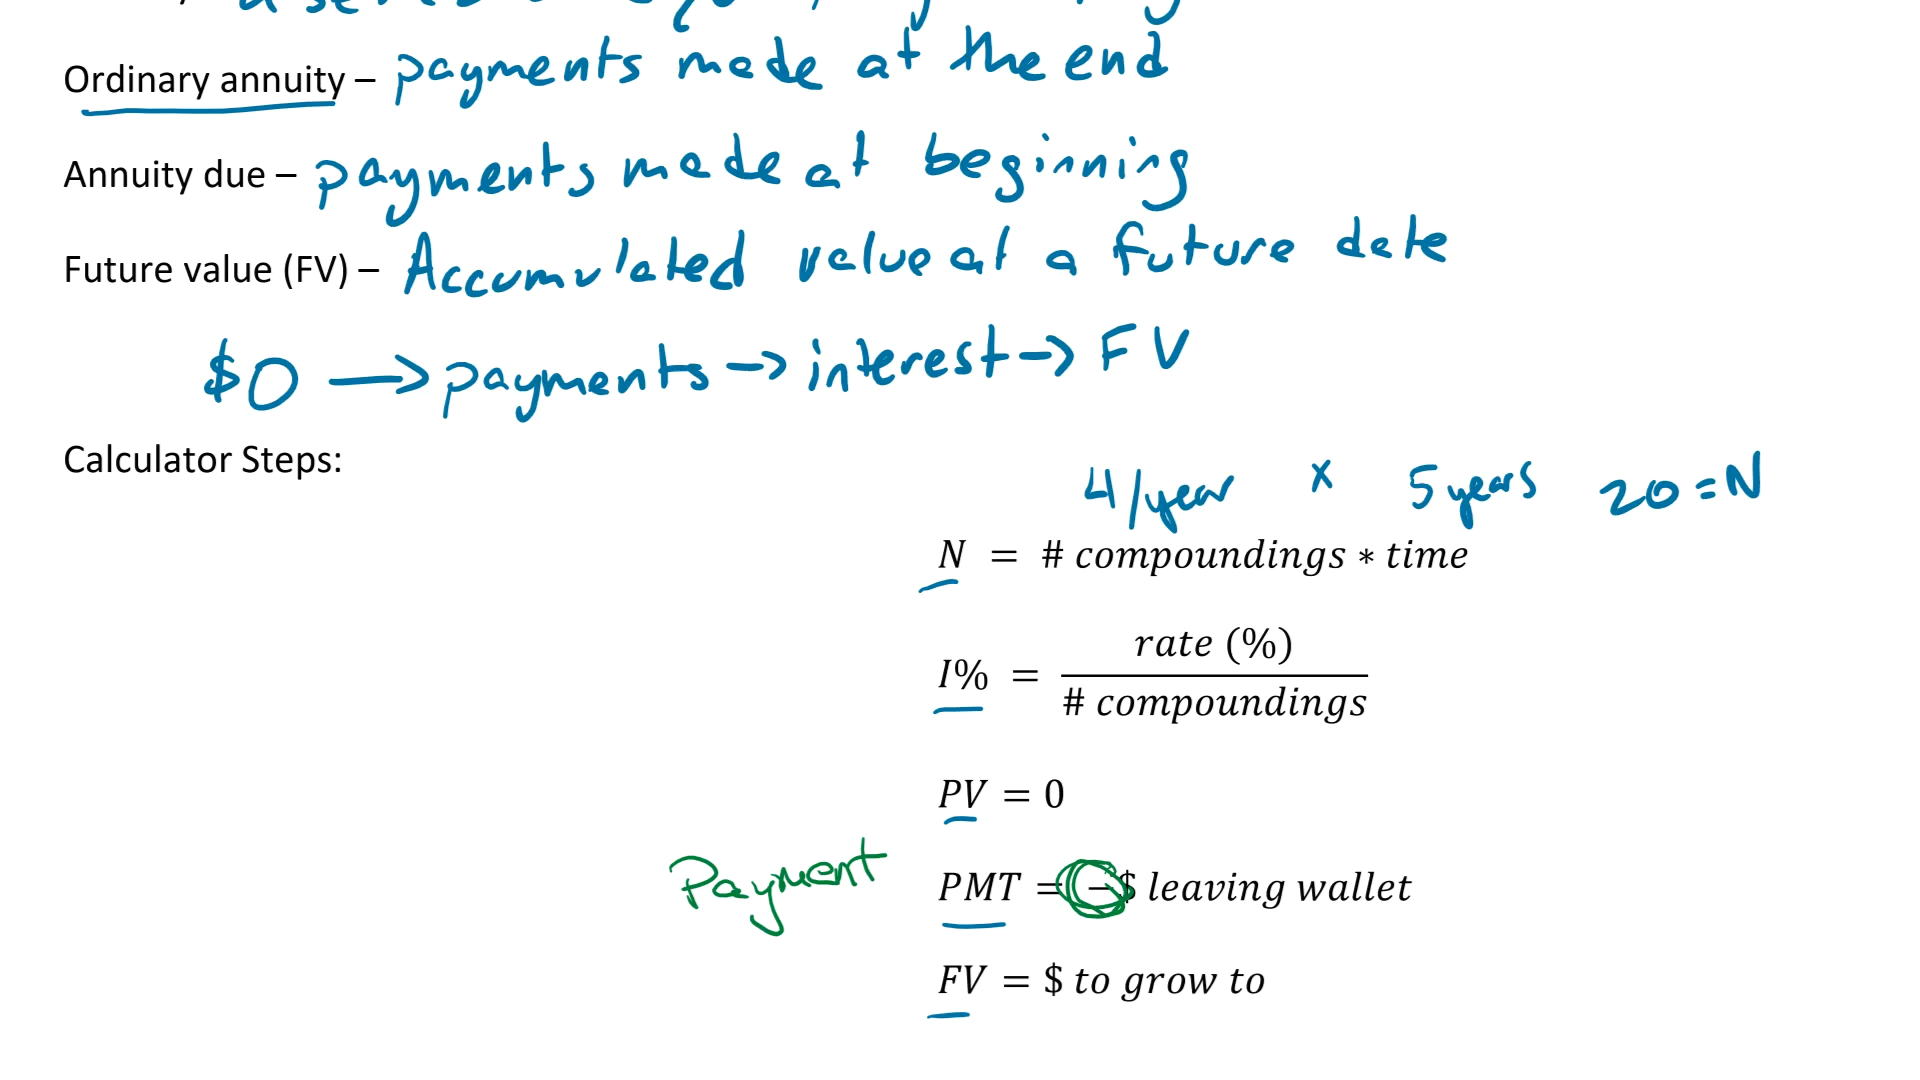 Ordinary annuity – payments made at the end
Annuity due – payments made at beginning
Future value (FV) – Accumulated value at a future date
$0 → payments → interest → FV
Calculator Steps:
4/year x 5 years 20 = N
N = # compoundings * time
I% = rate (%) / # compoundings
PV = 0
Payment PMT = –$ leaving wallet
FV = $ to grow to